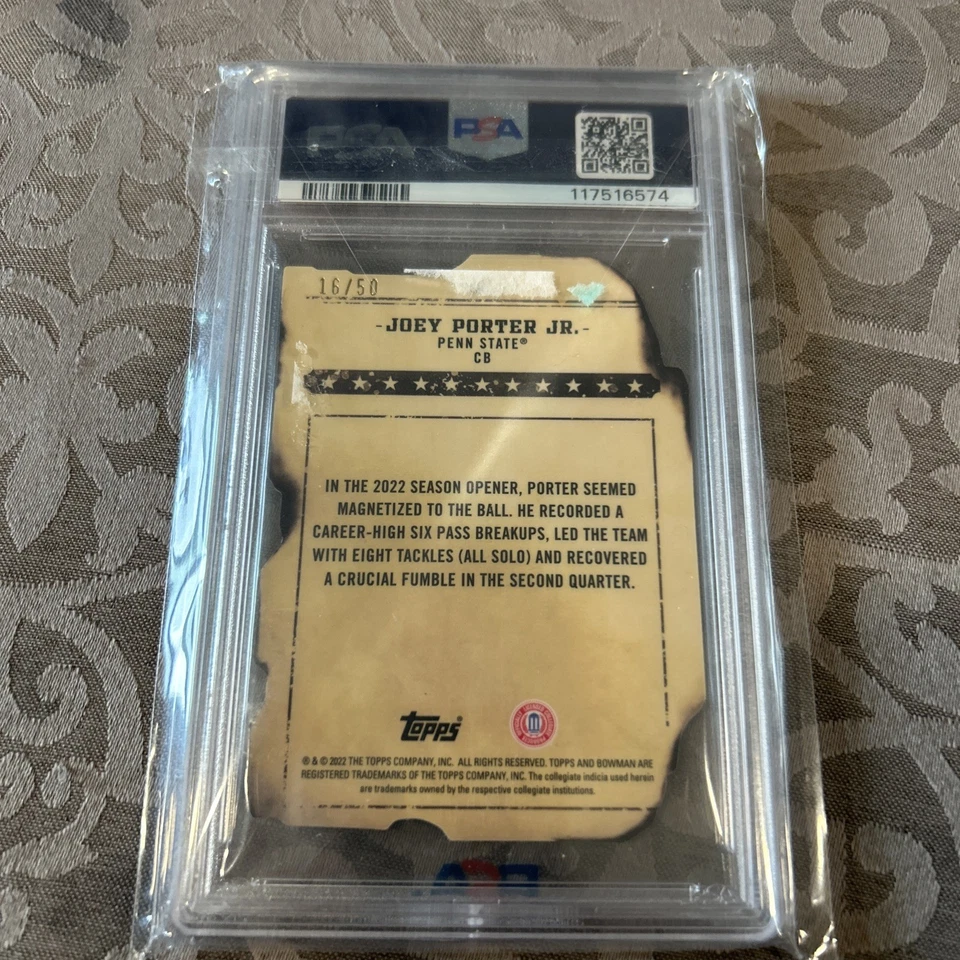 PSA
117516574
16/50
-JOEY PORTER JR.-
PENN STATE®
CB
IN THE 2022 SEASON OPENER, PORTER SEEMED
MAGNETIZED TO THE BALL. HE RECORDED A
CAREER-HIGH SIX PASS BREAKUPS, LED THE TEAM
WITH EIGHT TACKLES (ALL SOLO) AND RECOVERED
A CRUCIAL FUMBLE IN THE SECOND QUARTER.
Topps®
® & © 2022 THE TOPPS COMPANY, INC. ALL RIGHTS RESERVED. TOPPS AND BOWMAN ARE
REGISTERED TRADEMARKS OF THE TOPPS COMPANY, INC. The collegiate indicia used herein
are trademarks owned by the respective collegiate institutions.
PSA